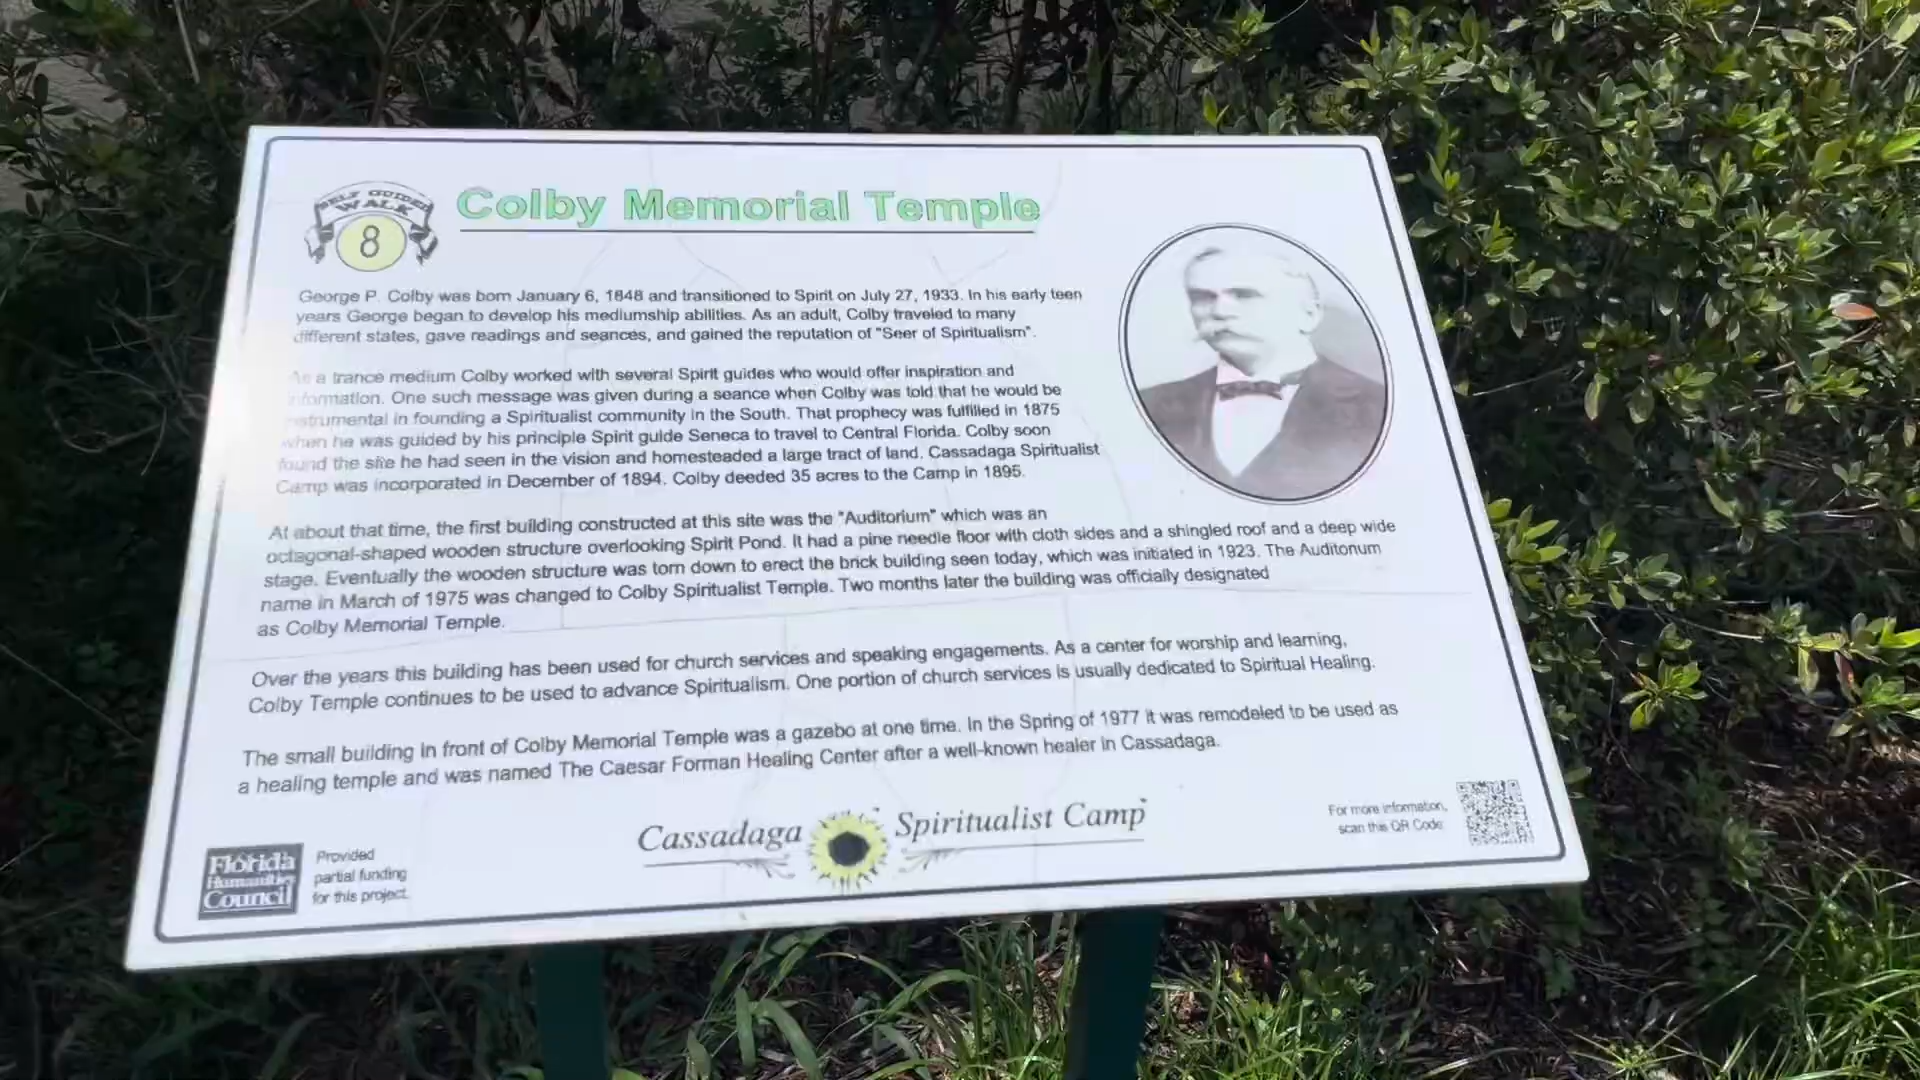 SELF GUIDED
WALK
8
Colby Memorial Temple
George P. Colby was born January 6, 1848 and transitioned to Spirit on July 27, 1933. In his early teen
years George began to develop his mediumship abilities. As an adult, Colby traveled to many
different states, gave readings and seances, and gained the reputation of "Seer of Spiritualism".
As a trance medium Colby worked with several Spirit guides who would offer inspiration and
information. One such message was given during a seance when Colby was told that he would be
instrumental in founding a Spiritualist community in the South. That prophecy was fulfilled in 1875
when he was guided by his principle Spirit guide Seneca to travel to Central Florida. Colby soon
found the site he had seen in the vision and homesteaded a large tract of land. Cassadaga Spiritualist
Camp was incorporated in December of 1894. Colby deeded 35 acres to the Camp in 1895.
At about that time, the first building constructed at this site was the "Auditorium" which was an
octagonal-shaped wooden structure overlooking Spirit Pond. It had a pine needle floor with cloth sides and a shingled roof and a deep wide
stage. Eventually the wooden structure was torn down to erect the brick building seen today, which was initiated in 1923. The Auditorium
name in March of 1975 was changed to Colby Spiritualist Temple. Two months later the building was officially designated
as Colby Memorial Temple.
Over the years this building has been used for church services and speaking engagements. As a center for worship and learning,
Colby Temple continues to be used to advance Spiritualism. One portion of church services is usually dedicated to Spiritual Healing.
The small building in front of Colby Memorial Temple was a gazebo at one time. In the Spring of 1977 it was remodeled to be used as
a healing temple and was named The Caesar Forman Healing Center after a well-known healer in Cassadaga.
Cassadaga Spiritualist Camp
For more information,
scan this QR Code
Florida
Humanities
Council
Provided
partial funding
for this project.